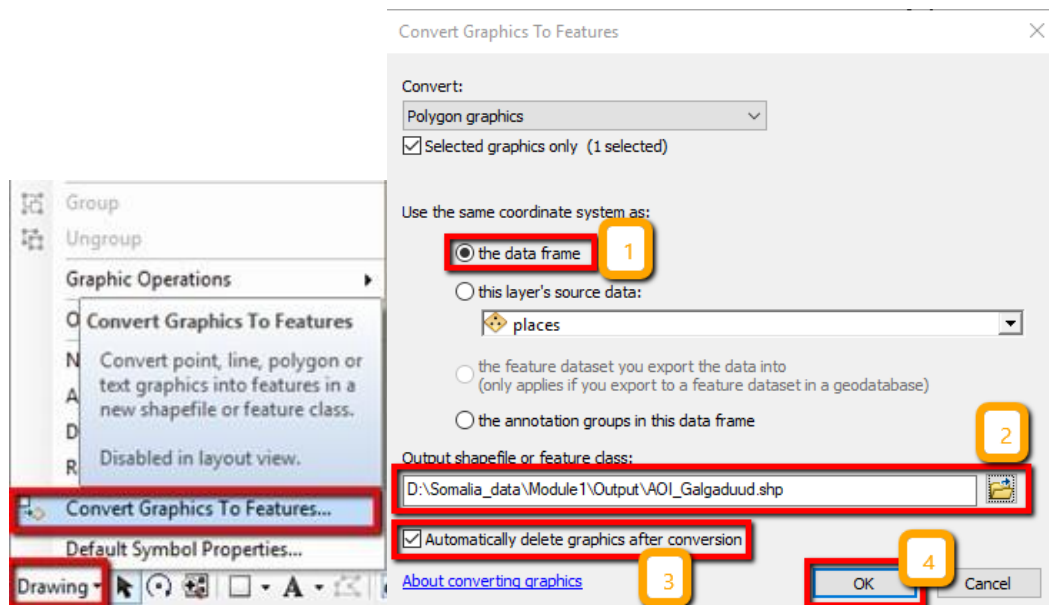 Group
Ungroup
Graphic Operations
O
Convert Graphics To Features
N
Convert point, line, polygon or
A
text graphics into features in a
new shapefile or feature class.
D
R
Disabled in layout view.
Convert Graphics To Features...
Default Symbol Properties...
Drawing
A
Convert Graphics To Features
Convert:
Polygon graphics
Selected graphics only (1 selected)
Use the same coordinate system as:
the data frame
1
this layer's source data:
places
the feature dataset you export the data into
(only applies if you export to a feature dataset in a geodatabase)
the annotation groups in this data frame
2
Output shapefile or feature class:
D:\Somalia_data\Module1\Output\AOI_Galgaduud.shp
Automatically delete graphics after conversion
3
About converting graphics
4
OK
Cancel